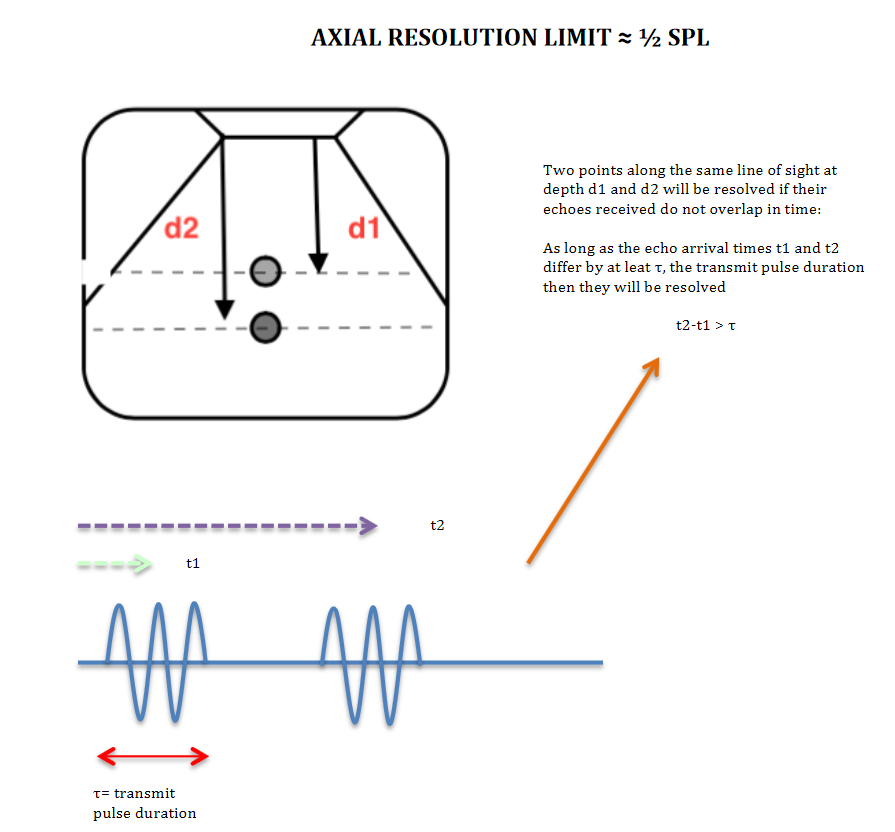 AXIAL RESOLUTION LIMIT ≈ ½ SPL
Two points along the same line of sight at
depth d1 and d2 will be resolved if their
echoes received do not overlap in time:
As long as the echo arrival times t1 and t2
differ by at leat τ, the transmit pulse duration
then they will be resolved
t2-t1 > τ
d2
d1
t2
t1
τ= transmit
pulse duration